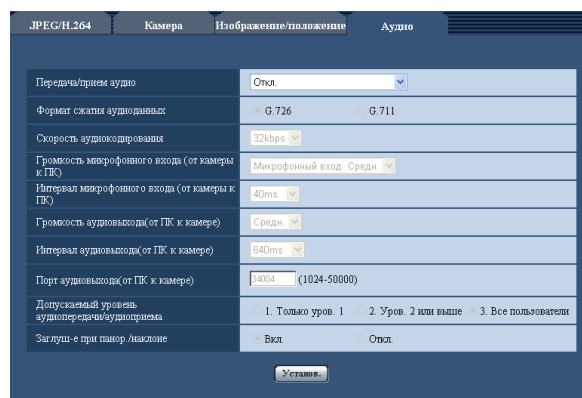 JPEG/H.264 Камера Изображение/положение Аудио
Передача/прием аудио Откл.
Формат сжатия аудиоданных G.726 G.711
Скорость аудиокодирования 32kbps
Громкость микрофонного входа (от камеры к ПК) Микрофонный вход Средн.
Интервал микрофонного входа (от камеры к ПК) 40ms
Громкость аудиовыхода(от ПК к камере) Средн.
Интервал аудиовыхода(от ПК к камере) 640ms
Порт аудиовыхода(от ПК к камере) 34004 (1024-50000)
Допускаемый уровень аудиопередачи/аудиоприема 1. Только уров. 1 2. Уров. 2 или выше 3. Все пользователи
Заглуш-е при панор./наклоне Вкл. Откл.
Установ.